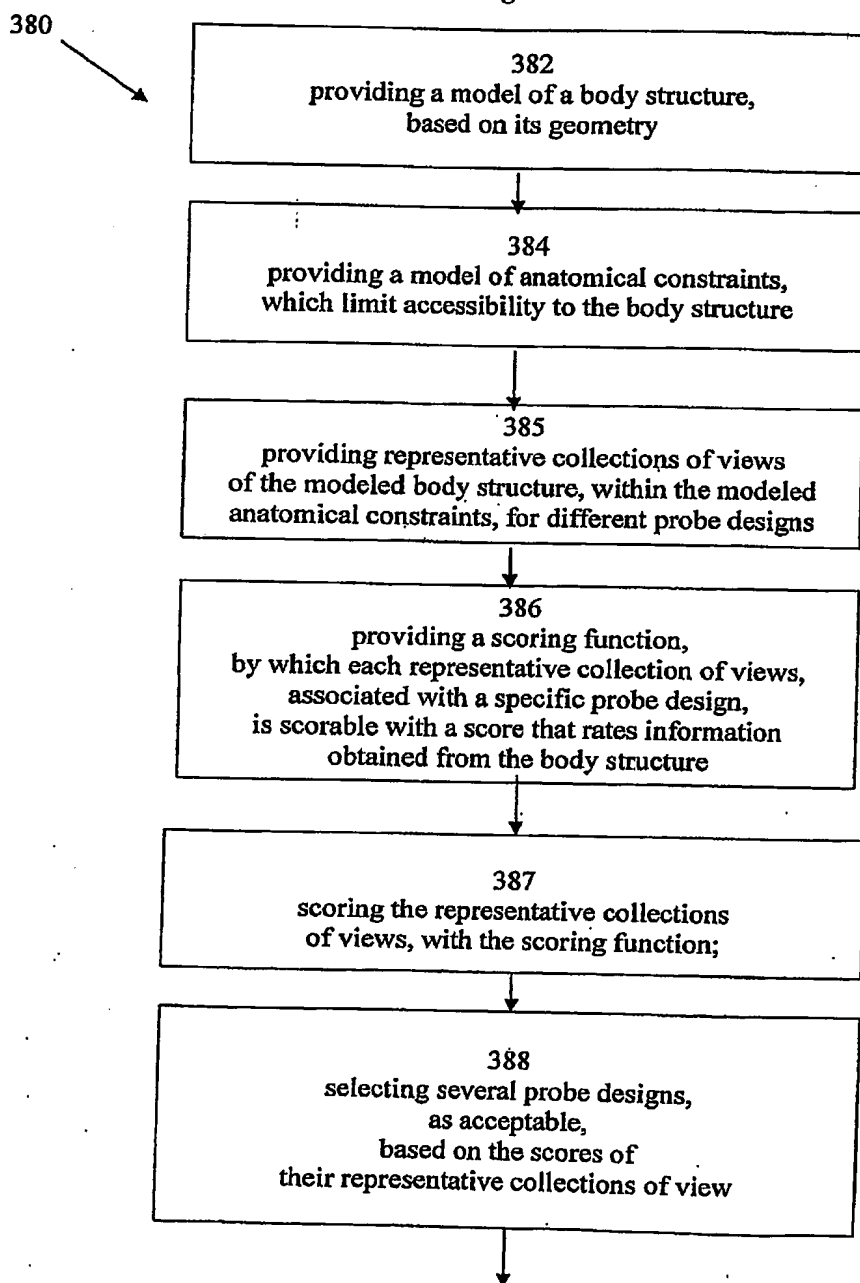 380
382
providing a model of a body structure,
based on its geometry
384
providing a model of anatomical constraints,
which limit accessibility to the body structure
385
providing representative collections of views
of the modeled body structure, within the modeled
anatomical constraints, for different probe designs
386
providing a scoring function,
by which each representative collection of views,
associated with a specific probe design,
is scorable with a score that rates information
obtained from the body structure
387
scoring the representative collections
of views, with the scoring function;
388
selecting several probe designs,
as acceptable,
based on the scores of
their representative collections of view